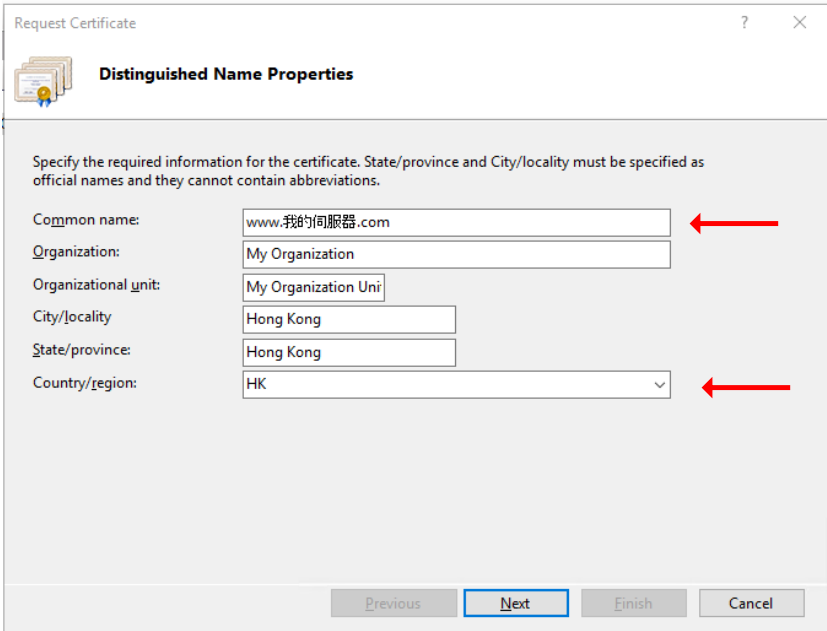 Request Certificate
Distinguished Name Properties
Specify the required information for the certificate. State/province and City/locality must be specified as
official names and they cannot contain abbreviations.
Common name: www.我的伺服器.com
Organization: My Organization
Organizational unit: My Organization Uni
City/locality Hong Kong
State/province: Hong Kong
Country/region: HK
Previous Next Finish Cancel